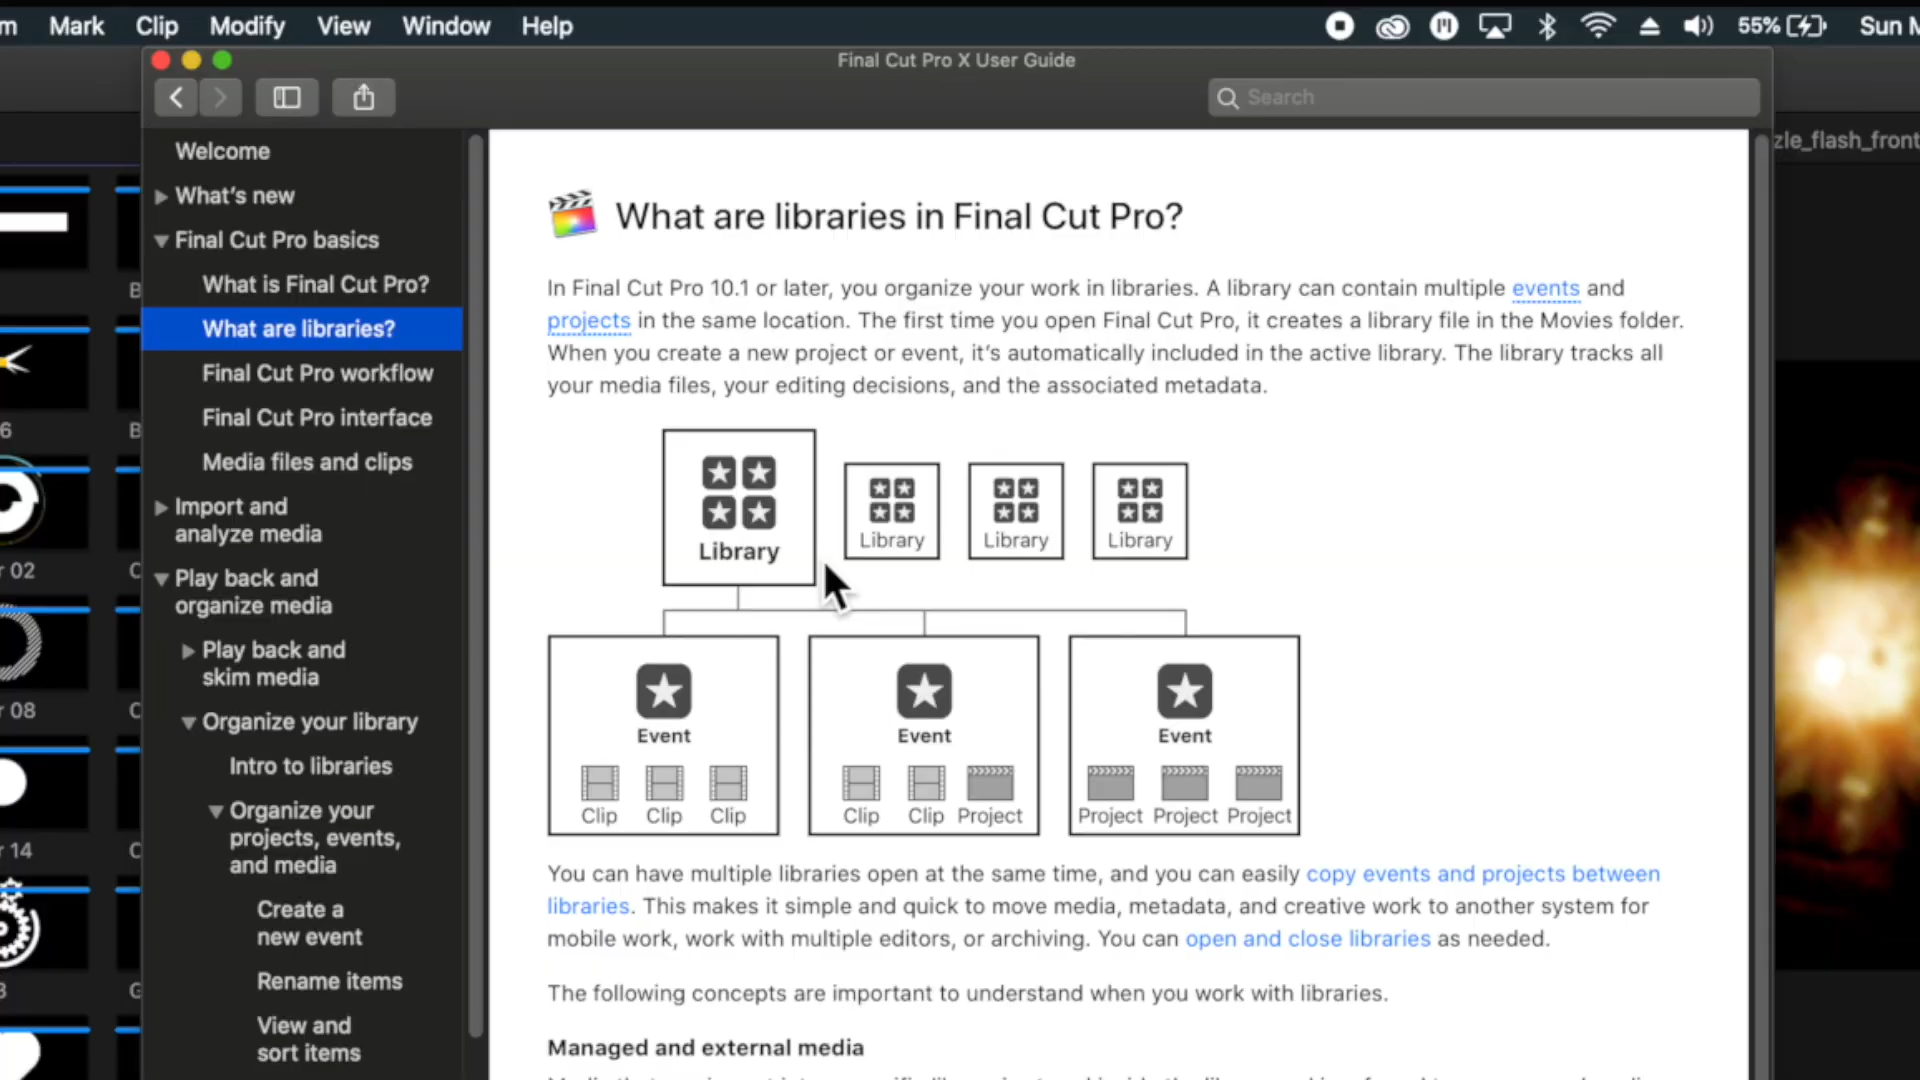 m Mark Clip Modify View Window Help 55% Sun M
Final Cut Pro X User Guide
Search
zle_flash_front
Welcome
What's new
Final Cut Pro basics
What is Final Cut Pro?
What are libraries?
Final Cut Pro workflow
Final Cut Pro interface
Media files and clips
Import and
analyze media
Play back and
organize media
Play back and
skim media
Organize your library
Intro to libraries
Organize your
projects, events,
and media
Create a
new event
Rename items
View and
sort items
B
6
B
r 02
C
r 08
C
r 14
C
3
G
What are libraries in Final Cut Pro?
In Final Cut Pro 10.1 or later, you organize your work in libraries. A library can contain multiple events and
projects in the same location. The first time you open Final Cut Pro, it creates a library file in the Movies folder.
When you create a new project or event, it's automatically included in the active library. The library tracks all
your media files, your editing decisions, and the associated metadata.
Library
Library Library Library
Event Event Event
Clip Clip Clip Clip Clip Project Project Project Project
You can have multiple libraries open at the same time, and you can easily copy events and projects between
libraries. This makes it simple and quick to move media, metadata, and creative work to another system for
mobile work, work with multiple editors, or archiving. You can open and close libraries as needed.
The following concepts are important to understand when you work with libraries.
Managed and external media